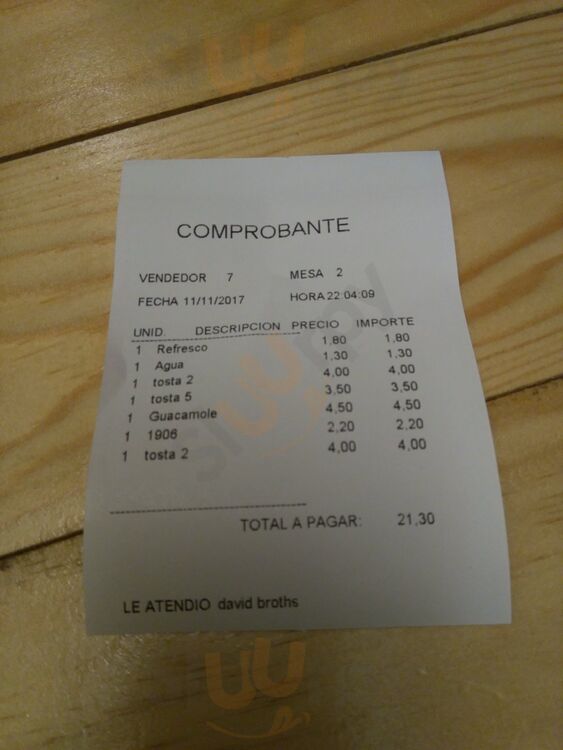 COMPROBANTE
VENDEDOR 7 MESA 2
FECHA 11/11/2017 HORA 22:04:09
UNID. DESCRIPCION PRECIO IMPORTE
1 Refresco 1,80 1,80
1 Agua 1,30 1,30
1 tosta 2 4,00 4,00
1 tosta 5 3,50 3,50
1 Guacamole 4,50 4,50
1 1906 2,20 2,20
1 tosta 2 4,00 4,00
TOTAL A PAGAR: 21,30
LE ATENDIO david broths